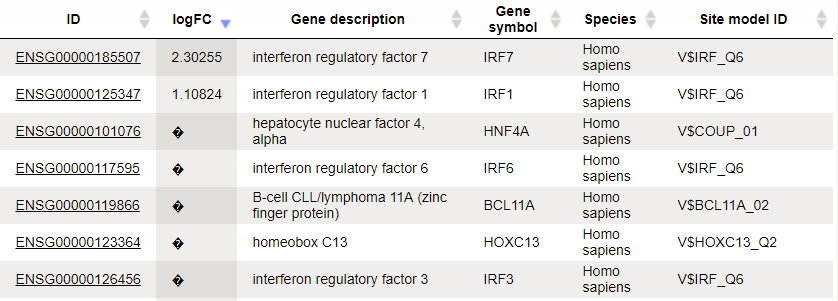 ID logFC Gene description Gene symbol Species Site model ID
ENSG00000185507 2.30255 interferon regulatory factor 7 IRF7 Homo sapiens V$IRF_Q6
ENSG00000125347 1.10824 interferon regulatory factor 1 IRF1 Homo sapiens V$IRF_Q6
ENSG00000101076 � hepatocyte nuclear factor 4, alpha HNF4A Homo sapiens V$COUP_01
ENSG00000117595 � interferon regulatory factor 6 IRF6 Homo sapiens V$IRF_Q6
ENSG00000119866 � B-cell CLL/lymphoma 11A (zinc finger protein) BCL11A Homo sapiens V$BCL11A_02
ENSG00000123364 � homeobox C13 HOXC13 Homo sapiens V$HOXC13_Q2
ENSG00000126456 � interferon regulatory factor 3 IRF3 Homo sapiens V$IRF_Q6